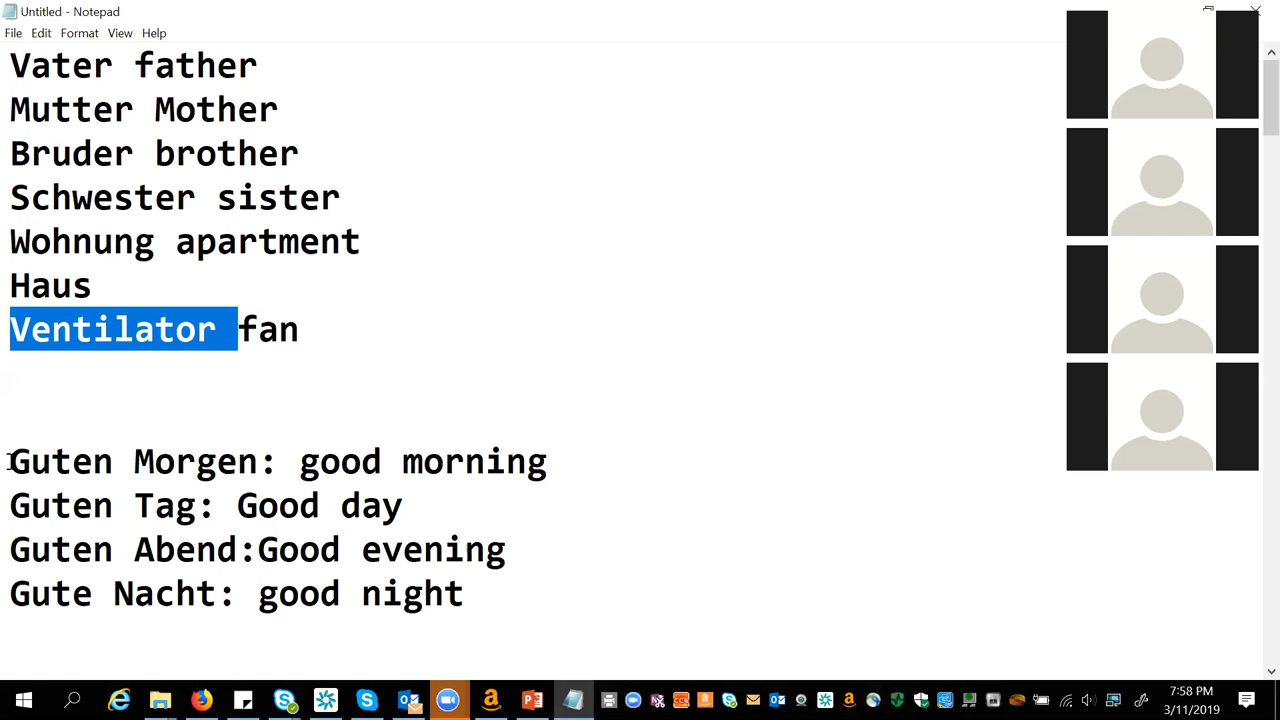 Untitled - Notepad
File Edit Format View Help
Vater father
Mutter Mother
Bruder brother
Schwester sister
Wohnung apartment
Haus
Ventilator fan
Guten Morgen: good morning
Guten Tag: Good day
Guten Abend:Good evening
Gute Nacht: good night
7:58 PM
3/11/2019